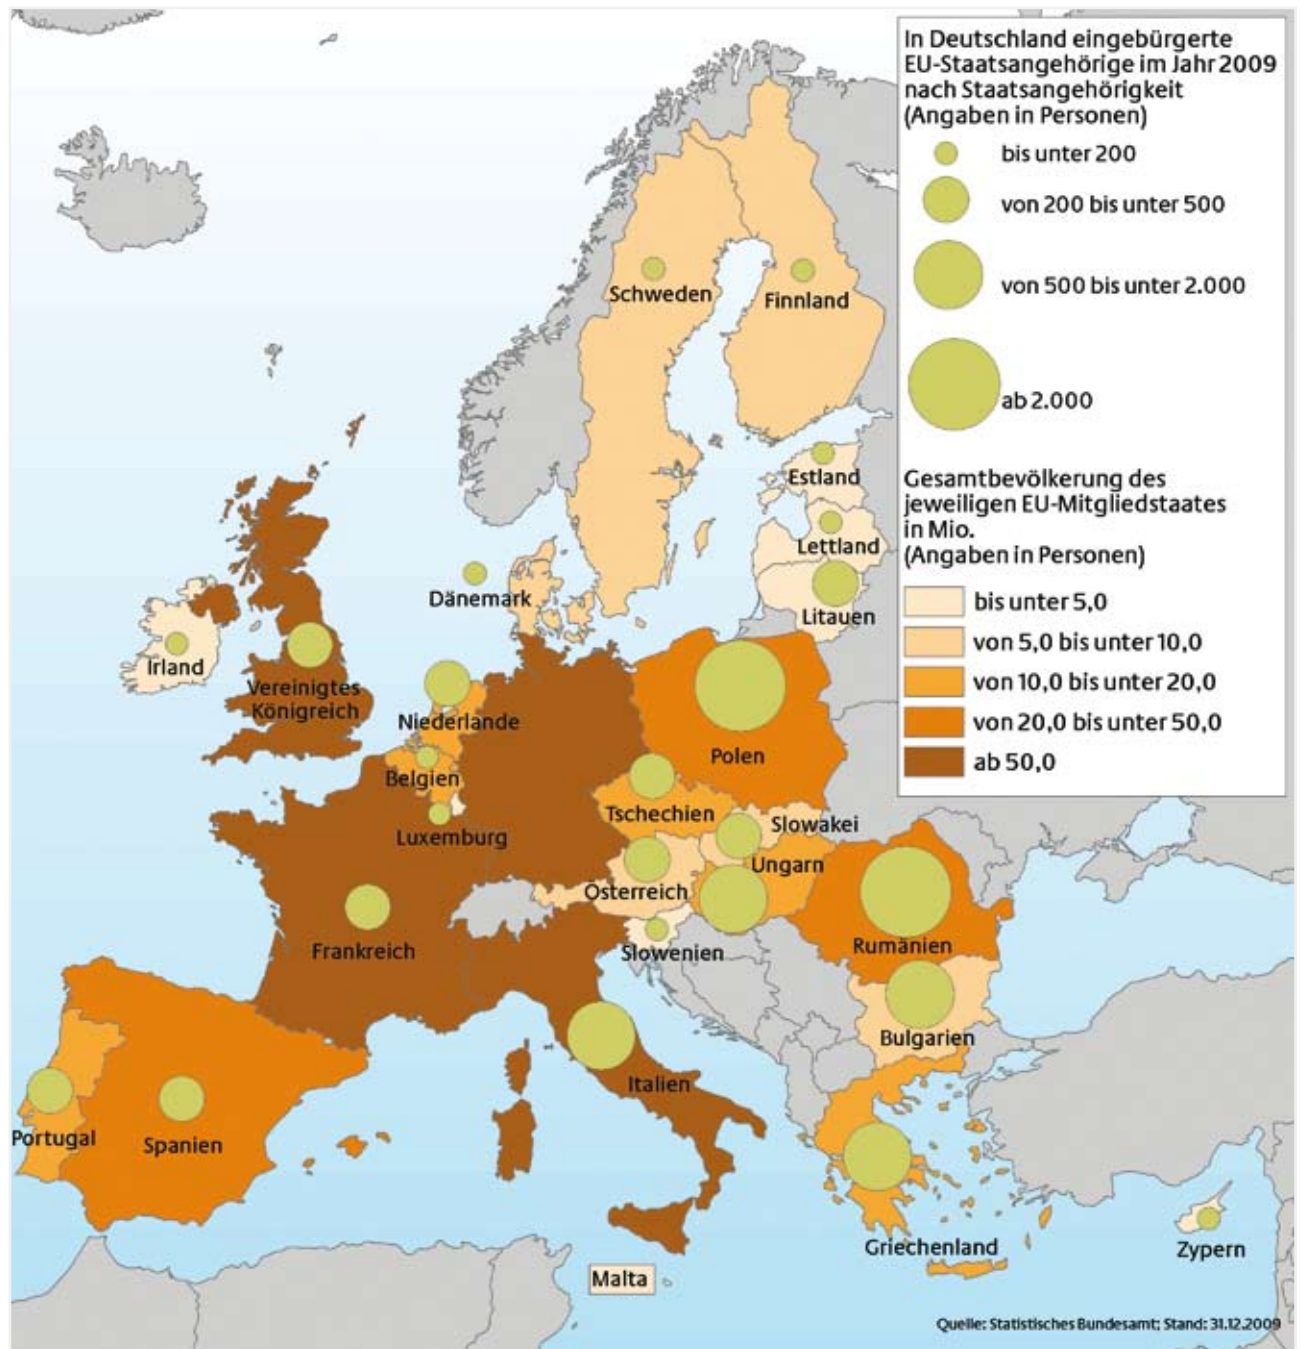 In Deutschland eingebürgerte
EU-Staatsangehörige im Jahr 2009
nach Staatsangehörigkeit
(Angaben in Personen)
bis unter 200
von 200 bis unter 500
von 500 bis unter 2.000
ab 2.000
Gesamtbevölkerung des
jeweiligen EU-Mitgliedstaates
in Mio.
(Angaben in Personen)
bis unter 5,0
von 5,0 bis unter 10,0
von 10,0 bis unter 20,0
von 20,0 bis unter 50,0
ab 50,0
Schweden
Finnland
Estland
Lettland
Litauen
Dänemark
Irland
Vereinigtes
Königreich
Niederlande
Belgien
Luxemburg
Polen
Tschechien
Slowakei
Ungarn
Österreich
Slowenien
Frankreich
Rumänien
Bulgarien
Italien
Portugal
Spanien
Griechenland
Zypern
Malta
Quelle: Statistisches Bundesamt; Stand: 31.12.2009